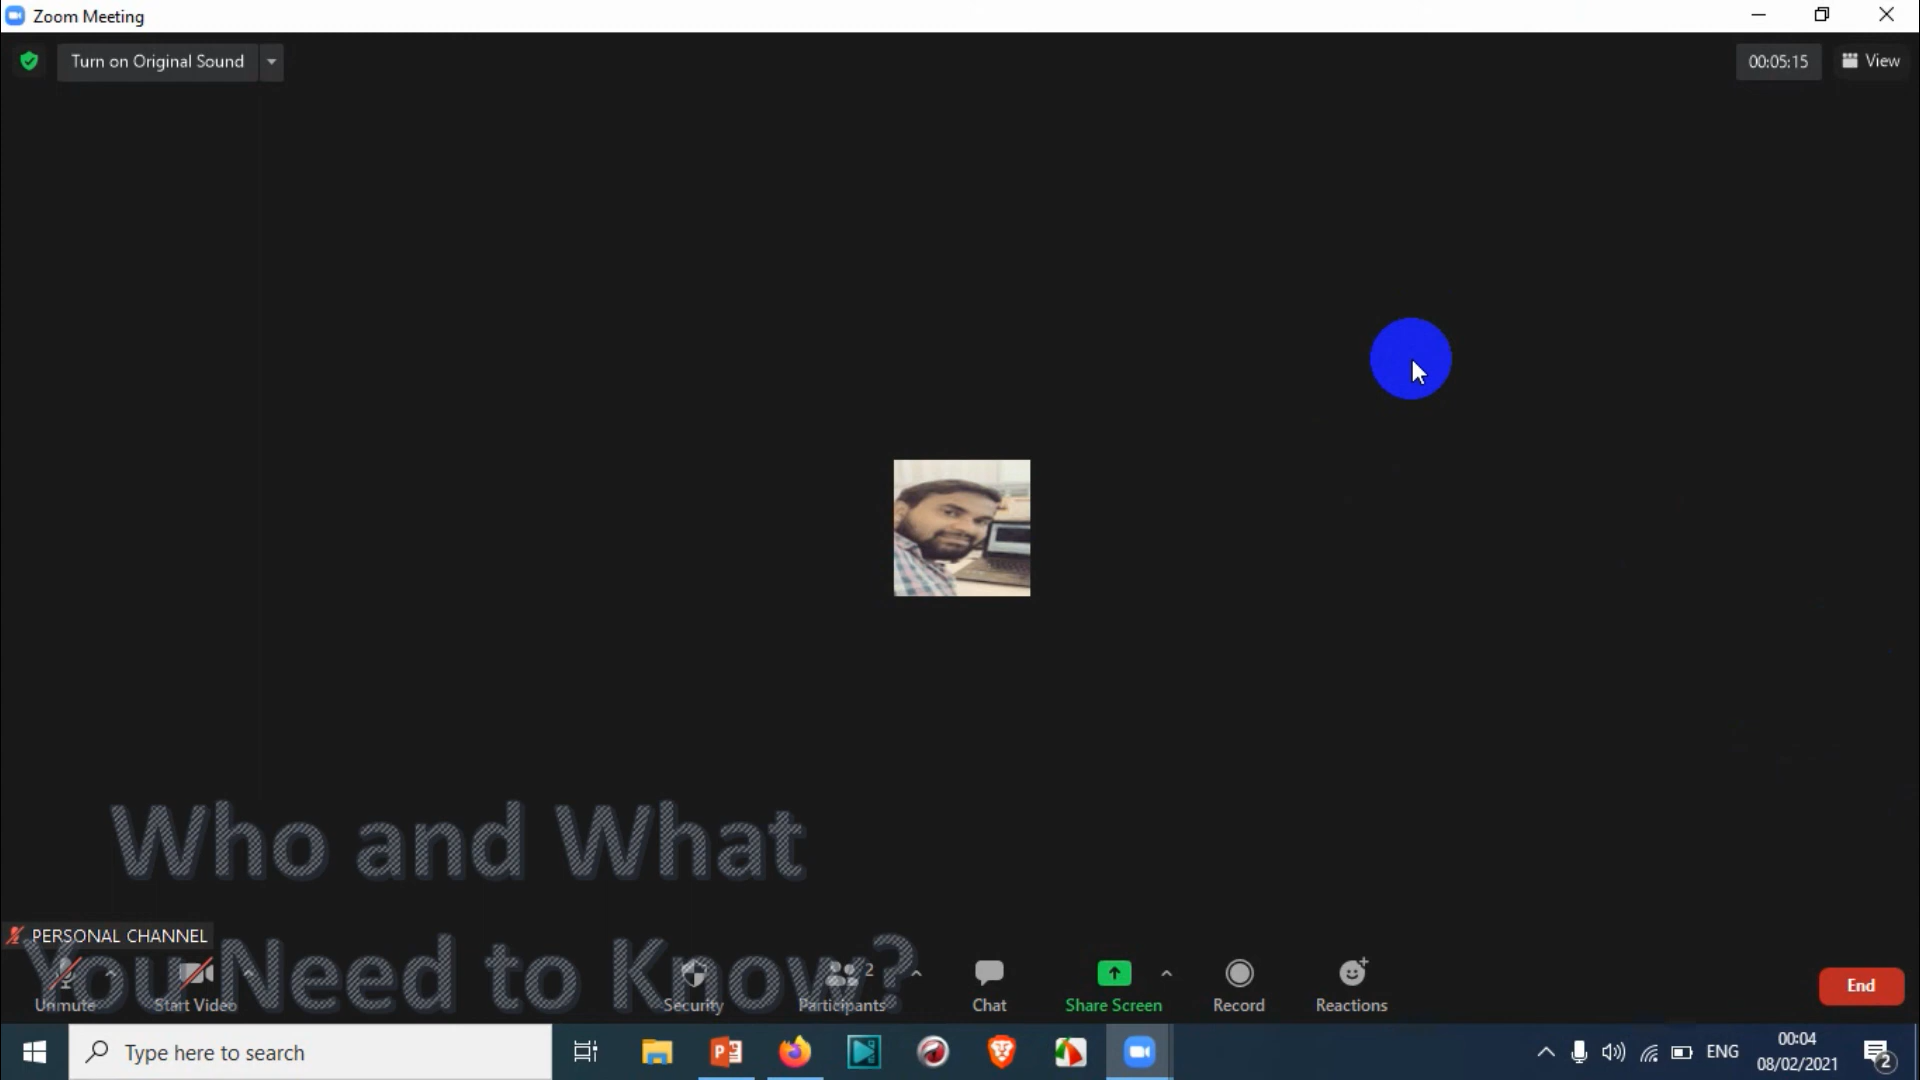 Zoom Meeting
Turn on Original Sound
00:05:15
View
Who and What
You Need to Know?
PERSONAL CHANNEL
2
Unmute
Start Video
Security
Participants
Chat
Share Screen
Record
Reactions
End
Type here to search
ENG
00:04
08/02/2021
2